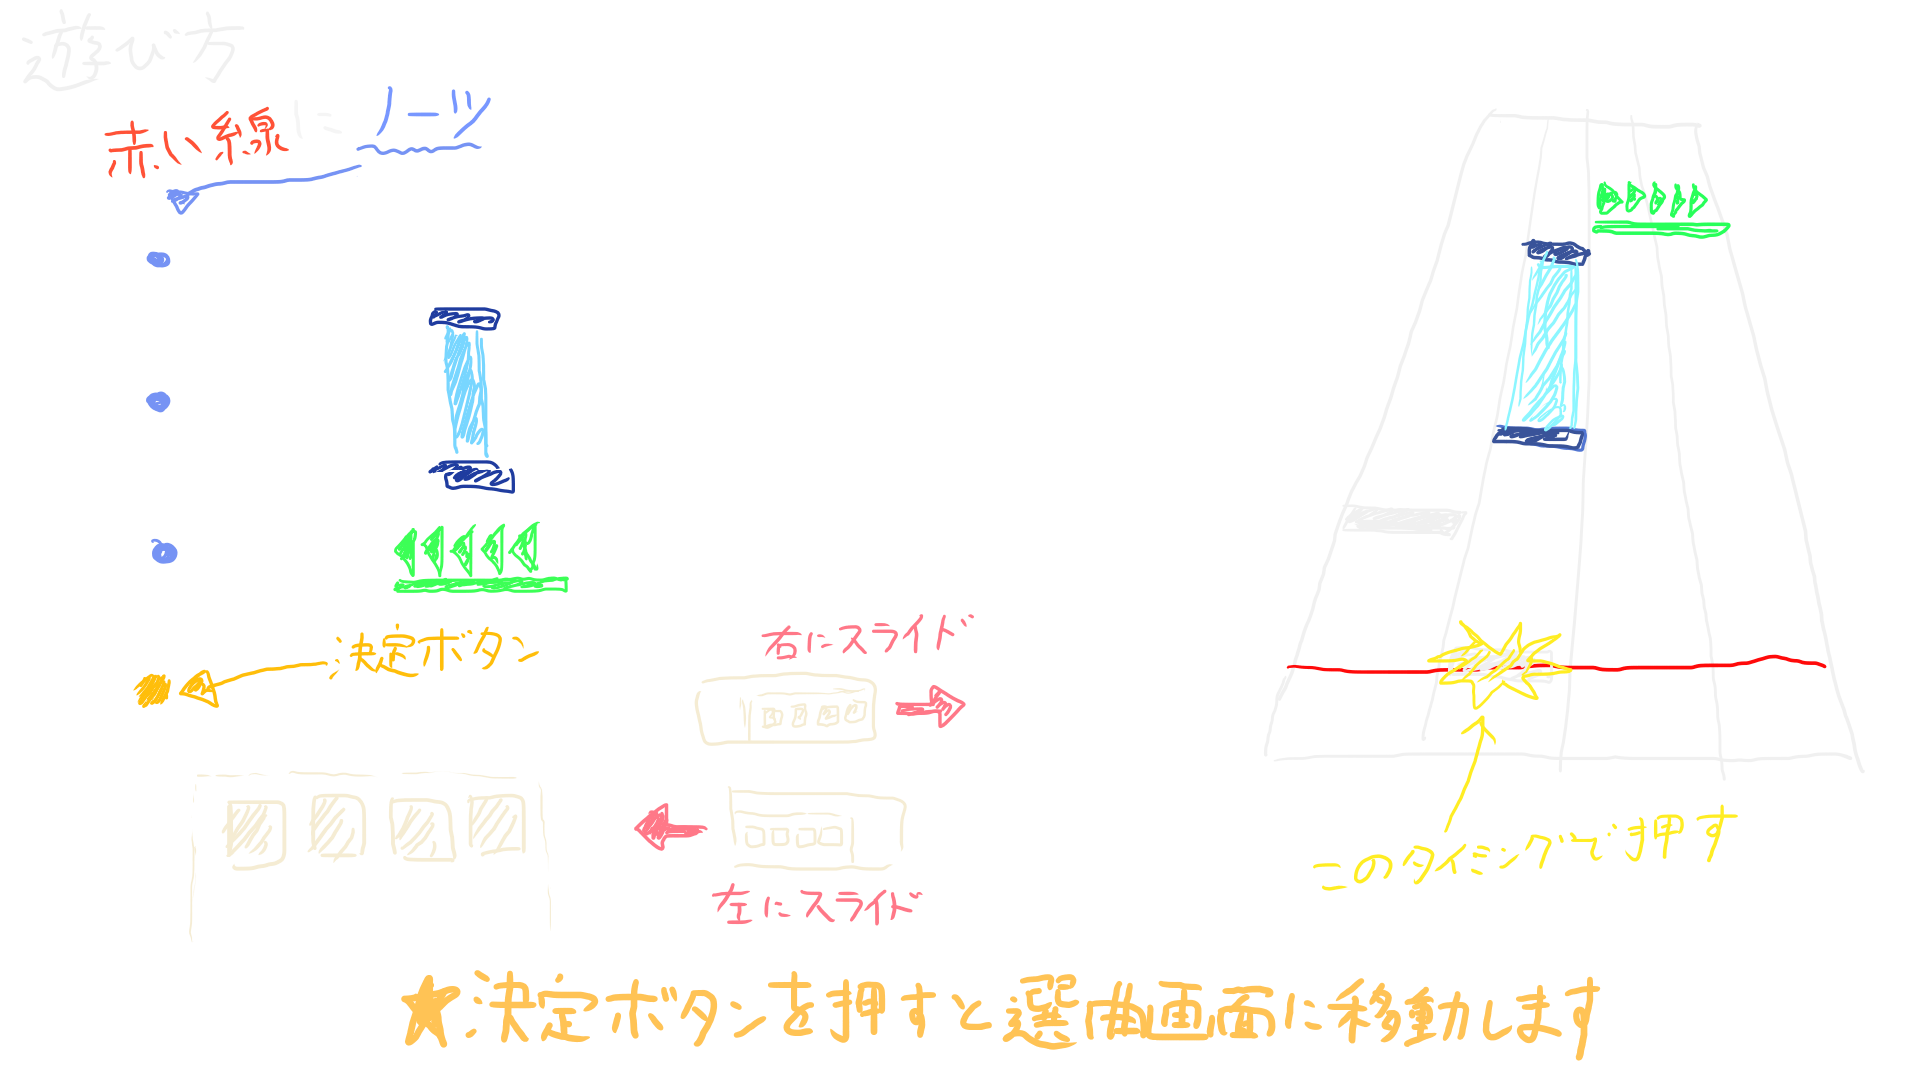 遊び方
赤い線に ノーツ
決定ボタン
右にスライド
左にスライド
このタイミングで押す
★決定ボタンを押すと選曲画面に移動します